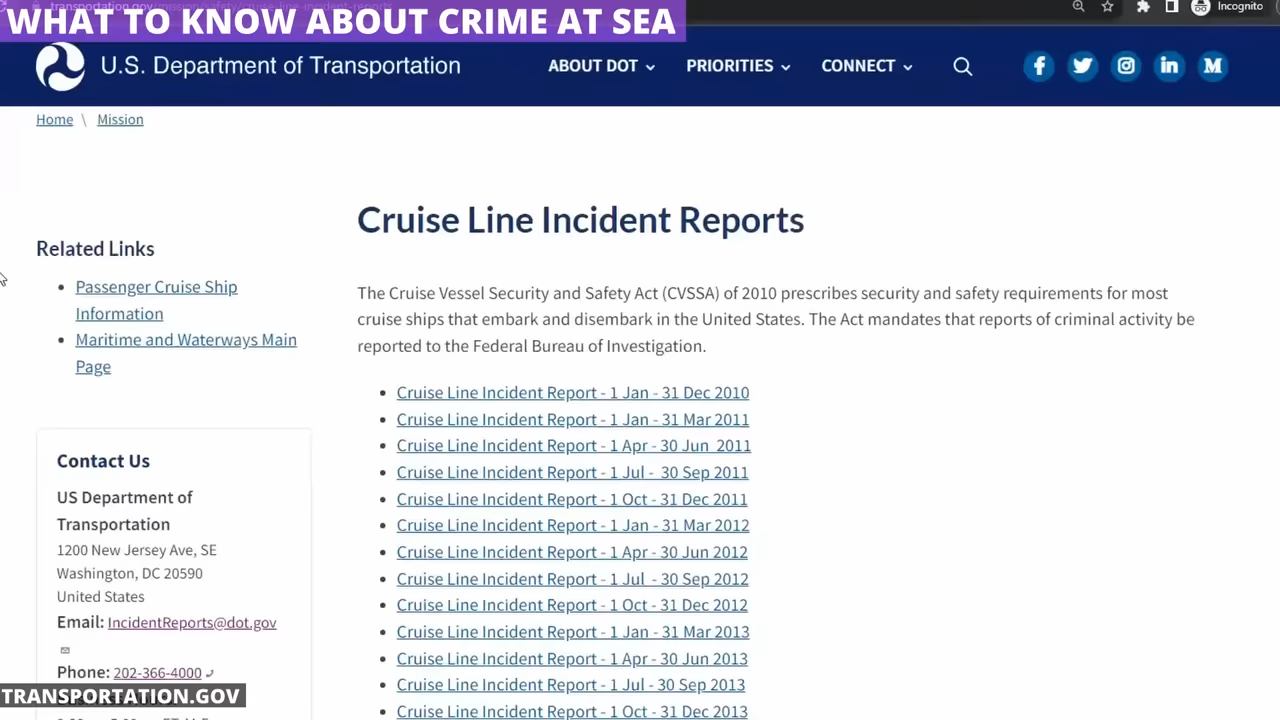 transportation.gov/mission/safety/cruise-line-incident-reports
Incognito
WHAT TO KNOW ABOUT CRIME AT SEA
U.S. Department of Transportation
ABOUT DOT
PRIORITIES
CONNECT
Home \ Mission
Related Links
Passenger Cruise Ship
Information
Maritime and Waterways Main
Page
Contact Us
US Department of
Transportation
1200 New Jersey Ave, SE
Washington, DC 20590
United States
Email: IncidentReports@dot.gov
Phone: 202-366-4000
TRANSPORTATION.GOV
Cruise Line Incident Reports
The Cruise Vessel Security and Safety Act (CVSSA) of 2010 prescribes security and safety requirements for most
cruise ships that embark and disembark in the United States. The Act mandates that reports of criminal activity be
reported to the Federal Bureau of Investigation.
Cruise Line Incident Report - 1 Jan - 31 Dec 2010
Cruise Line Incident Report - 1 Jan - 31 Mar 2011
Cruise Line Incident Report - 1 Apr - 30 Jun 2011
Cruise Line Incident Report - 1 Jul - 30 Sep 2011
Cruise Line Incident Report - 1 Oct - 31 Dec 2011
Cruise Line Incident Report - 1 Jan - 31 Mar 2012
Cruise Line Incident Report - 1 Apr - 30 Jun 2012
Cruise Line Incident Report - 1 Jul - 30 Sep 2012
Cruise Line Incident Report - 1 Oct - 31 Dec 2012
Cruise Line Incident Report - 1 Jan - 31 Mar 2013
Cruise Line Incident Report - 1 Apr - 30 Jun 2013
Cruise Line Incident Report - 1 Jul - 30 Sep 2013
Cruise Line Incident Report - 1 Oct - 31 Dec 2013